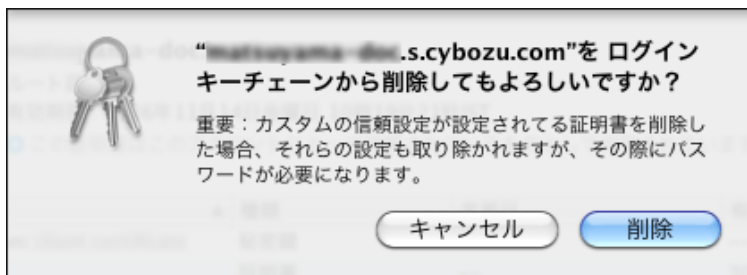 .s.cybozu.com”を ログイン
キーチェーンから削除してもよろしいですか？
重要：カスタムの信頼設定が設定されてる証明書を削除し
た場合、それらの設定も取り除かれますが、その際にパス
ワードが必要になります。
キャンセル
削除